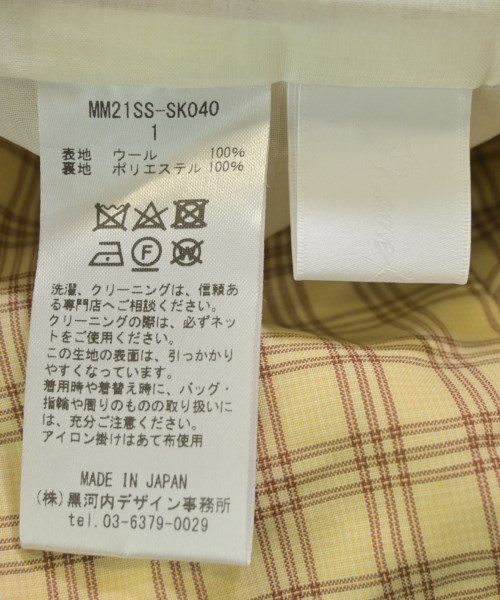 MM21SS-SK040
1
表地 ウール 100%
裏地 ポリエステル 100%
洗濯、クリーニングは、信頼あ
る専門店へご相談ください。
クリーニングの際は、必ずネッ
トをご使用ください。
この生地の表面は、引っかかり
やすくなっています。
着用時や着替え時に、バッグ・
指輪や周りのものの取り扱いに
は、充分ご注意ください。
アイロン掛けはあて布使用
MADE IN JAPAN
(株)黒河内デザイン事務所
tel. 03-6379-0029